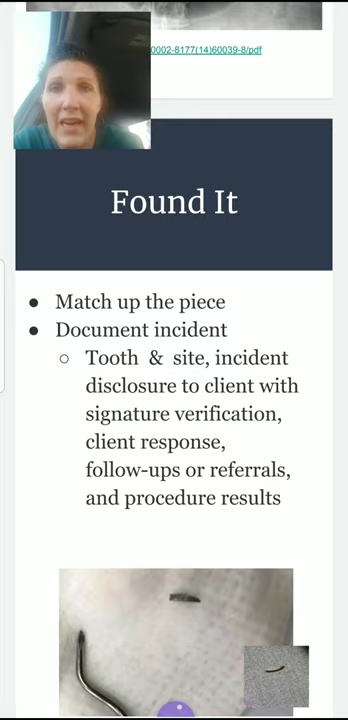 0002-8177(14)60039-8/pdf
Found It
● Match up the piece
● Document incident
○ Tooth & site, incident
disclosure to client with
signature verification,
client response,
follow-ups or referrals,
and procedure results